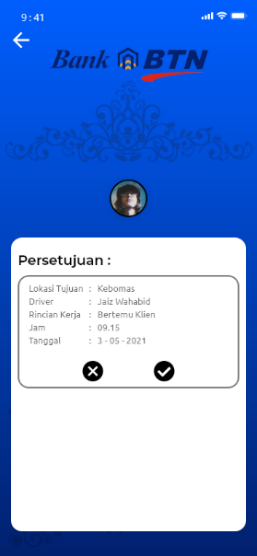 9:41
Bank BTN
Persetujuan :
Lokasi Tujuan : Kebomas
Driver : Jaiz Wahabid
Rincian Kerja : Bertemu Klien
Jam : 09.15
Tanggal : 3 - 05 - 2021